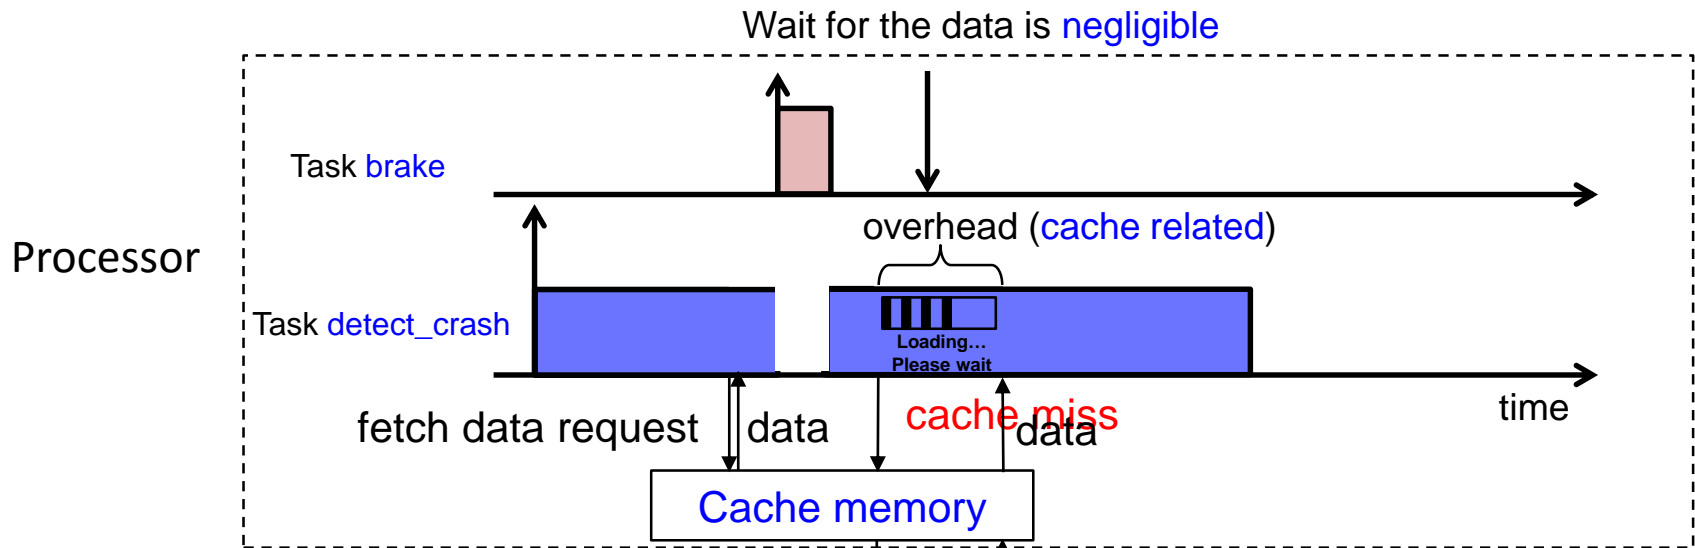 Wait for the data is negligible
Task brake
overhead (cache related)
Processor
Task detect_crash
Loading…
Please wait
time
fetch data request
data
cache miss
data
Cache memory